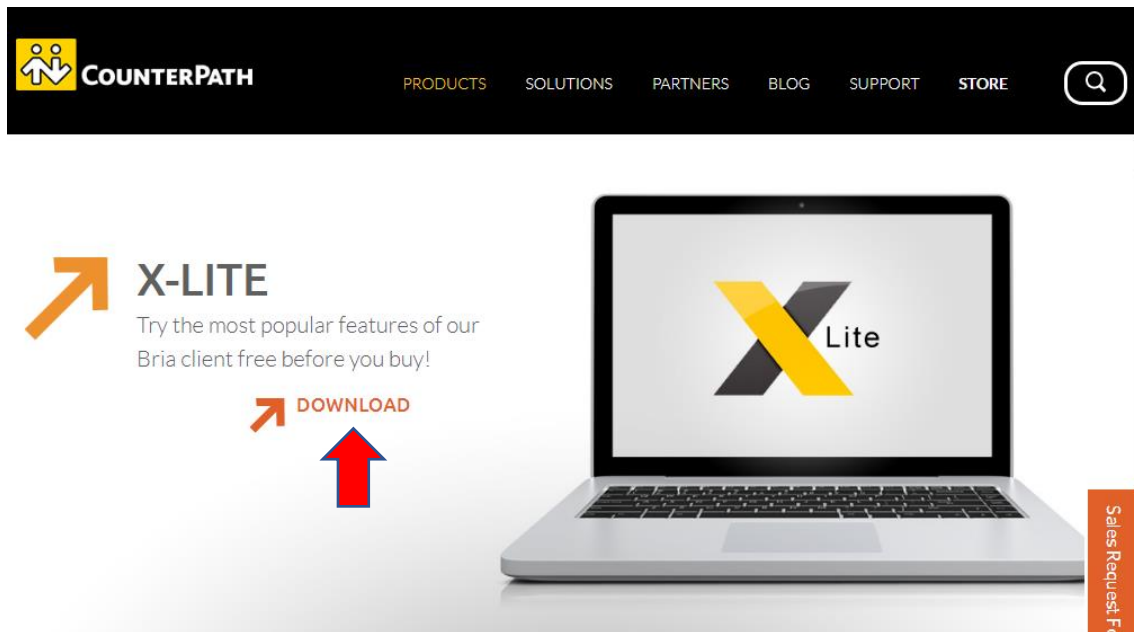 COUNTERPATH
PRODUCTS SOLUTIONS PARTNERS BLOG SUPPORT STORE
X-LITE
Try the most popular features of our
Bria client free before you buy!
DOWNLOAD
X Lite
Sales Request Fo